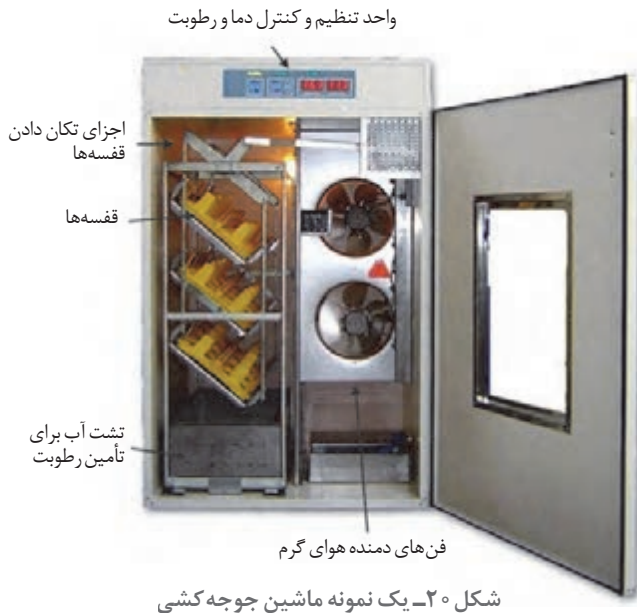 واحد تنظیم و کنترل دما و رطوبت
اجزای تکان دادن
قفسه‌ها
قفسه‌ها
تشت آب برای
تأمین رطوبت
فن‌های دمنده هوای گرم
شکل ۲۰ـ یک نمونه ماشین جوجه‌کشی